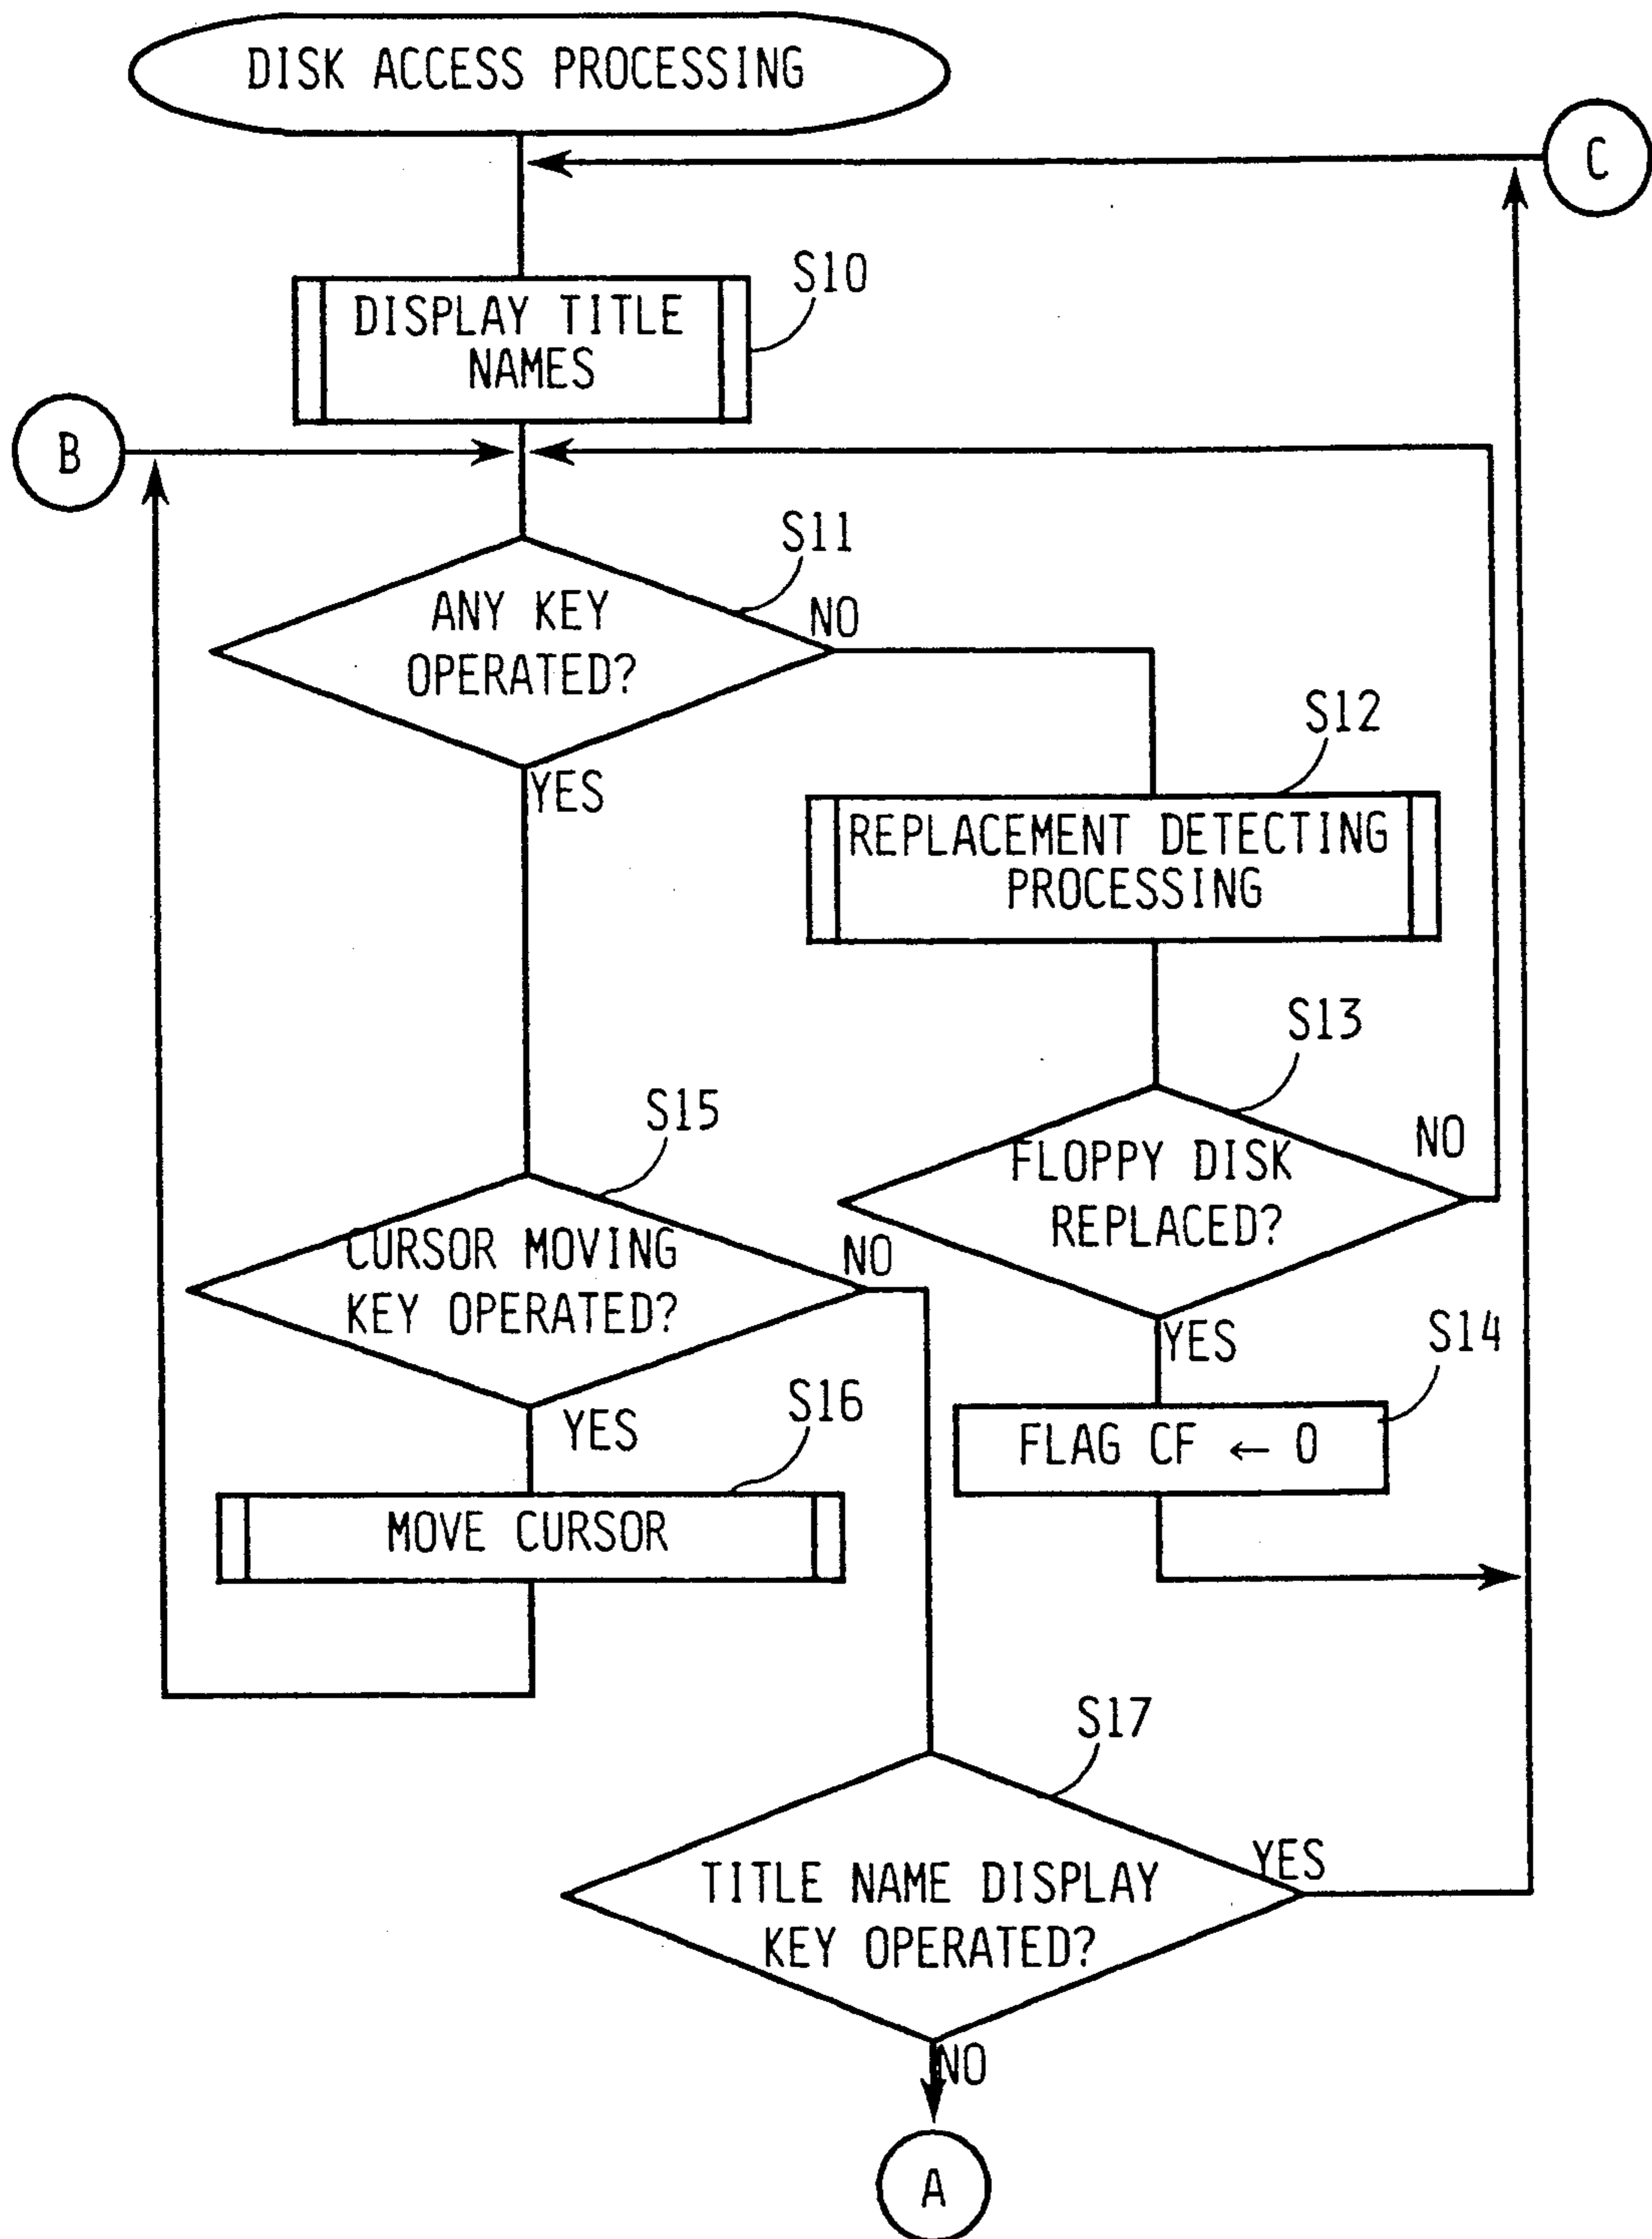 DISK ACCESS PROCESSING
C
S10
DISPLAY TITLE
NAMES
B
S11
ANY KEY
OPERATED?
NO
YES
S12
REPLACEMENT DETECTING
PROCESSING
S13
FLOPPY DISK
REPLACED?
NO
YES
S15
CURSOR MOVING
KEY OPERATED?
NO
YES
S14
FLAG CF ← 0
S16
MOVE CURSOR
S17
TITLE NAME DISPLAY
KEY OPERATED?
YES
NO
A